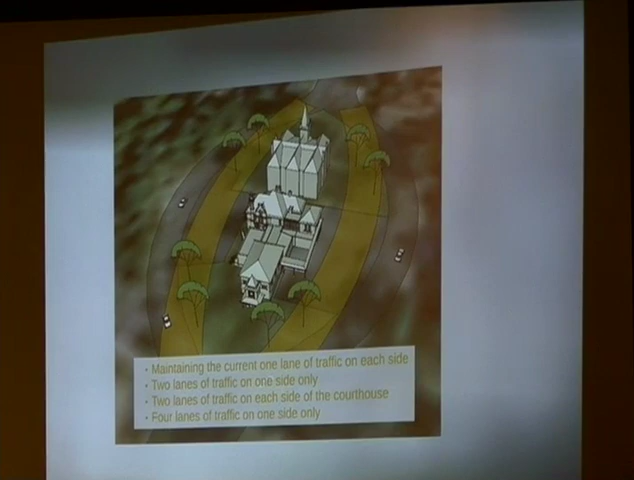 - Maintaining the current one lane of traffic on each side
- Two lanes of traffic on one side only
- Two lanes of traffic on each side of the courthouse
- Four lanes of traffic on one side only